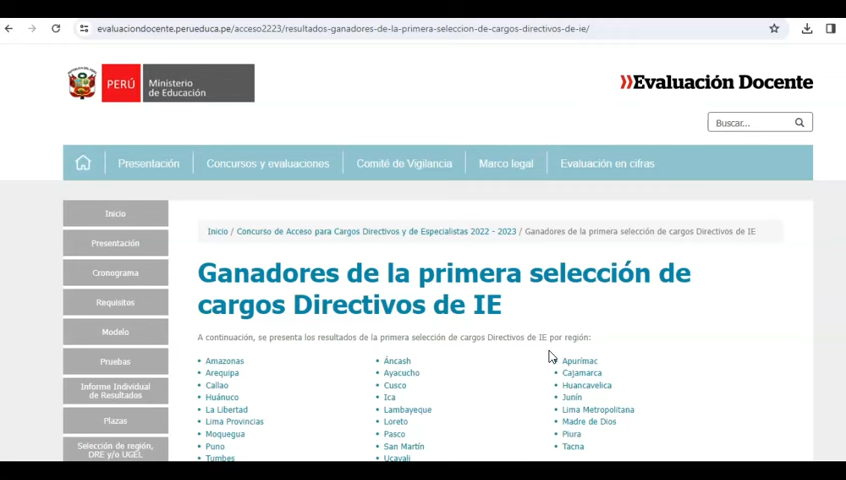 evaluaciondocente.perueduca.pe/acceso2223/resultados-ganadores-de-la-primera-seleccion-de-cargos-directivos-de-ie/
PERÚ
Ministerio
de Educación
Evaluación Docente
Buscar...
Presentación
Concursos y evaluaciones
Comité de Vigilancia
Marco legal
Evaluación en cifras
Inicio
Presentación
Cronograma
Requisitos
Modelo
Pruebas
Informe Individual
de Resultados
Plazas
Selección de región,
DRE y/o UGEL
Inicio / Concurso de Acceso para Cargos Directivos y de Especialistas 2022 - 2023 / Ganadores de la primera selección de cargos Directivos de IE
Ganadores de la primera selección de
cargos Directivos de IE
A continuación, se presenta los resultados de la primera selección de cargos Directivos de IE por región:
Amazonas
Arequipa
Callao
Huánuco
La Libertad
Lima Provincias
Moquegua
Puno
Tumbes
Áncash
Ayacucho
Cusco
Ica
Lambayeque
Loreto
Pasco
San Martín
Ucayali
Apurímac
Cajamarca
Huancavelica
Junín
Lima Metropolitana
Madre de Dios
Piura
Tacna